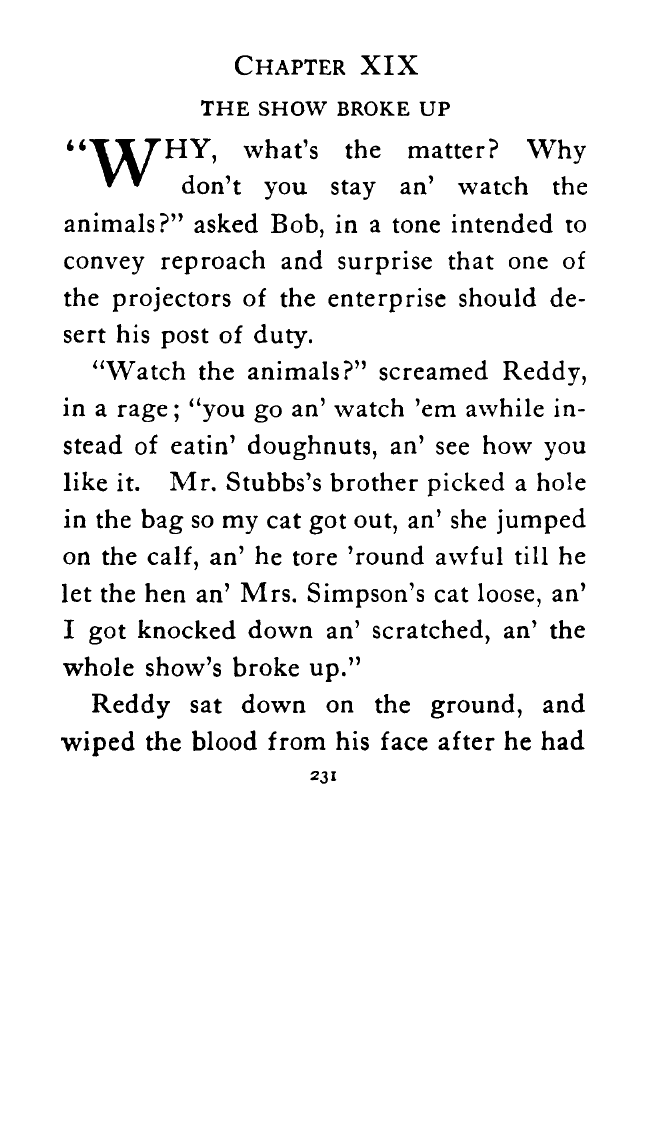 CHAPTER XIX
THE SHOW BROKE UP
“WHY, what’s the matter? Why
don’t you stay an’ watch the
animals?” asked Bob, in a tone intended to
convey reproach and surprise that one of
the projectors of the enterprise should de-
sert his post of duty.
“Watch the animals?” screamed Reddy,
in a rage; “you go an’ watch ’em awhile in-
stead of eatin’ doughnuts, an’ see how you
like it. Mr. Stubbs’s brother picked a hole
in the bag so my cat got out, an’ she jumped
on the calf, an’ he tore ’round awful till he
let the hen an’ Mrs. Simpson’s cat loose, an’
I got knocked down an’ scratched, an’ the
whole show’s broke up.”
Reddy sat down on the ground, and
wiped the blood from his face after he had
231